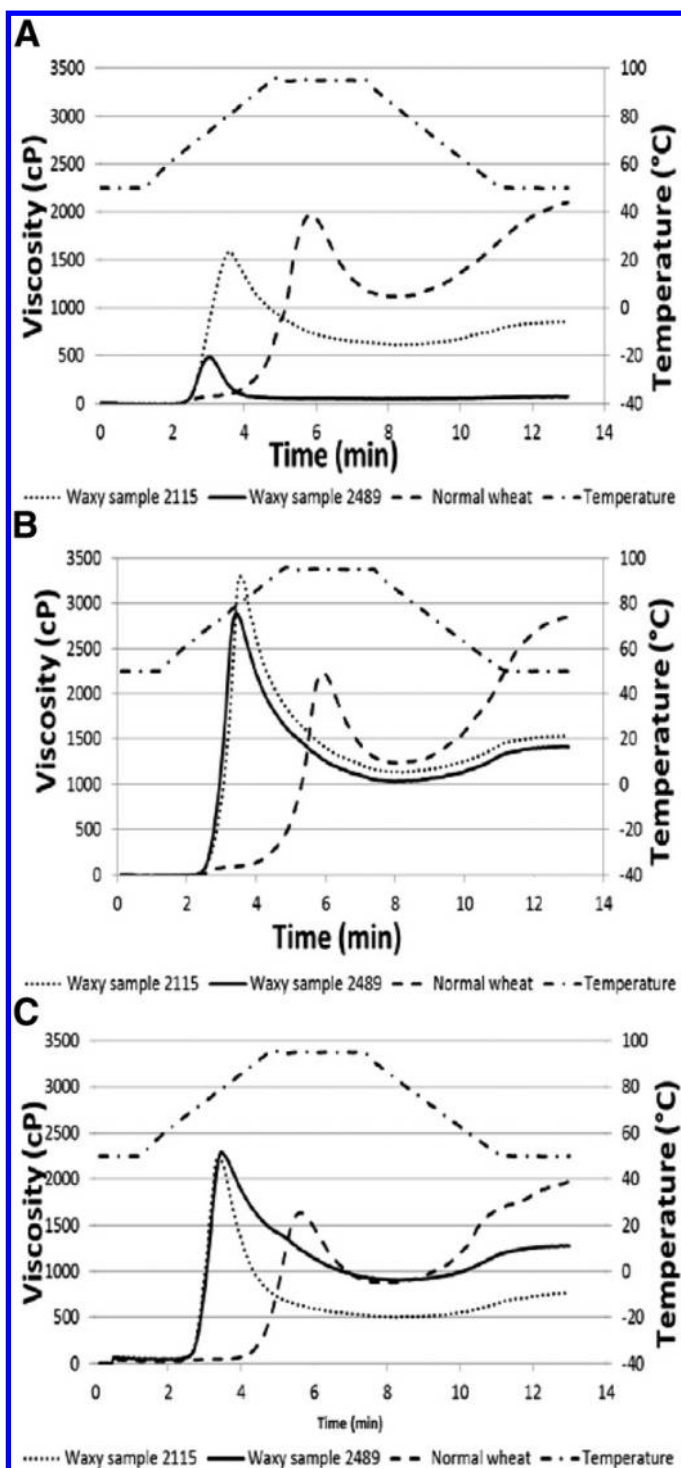 A
3500
3000
2500
2000
1500
1000
500
0
Viscosity (cP)
100
80
60
40
20
0
-20
-40
Temperature (°C)
0 2 4 6 8 10 12 14
Time (min)
Waxy sample 2115 Waxy sample 2489 Normal wheat Temperature
B
3500
3000
2500
2000
1500
1000
500
0
Viscosity (cP)
100
80
60
40
20
0
-20
-40
Temperature (°C)
0 2 4 6 8 10 12 14
Time (min)
Waxy sample 2115 Waxy sample 2489 Normal wheat Temperature
C
3500
3000
2500
2000
1500
1000
500
0
Viscosity (cP)
100
80
60
40
20
0
-20
-40
Temperature (°C)
0 2 4 6 8 10 12 14
Time (min)
Waxy sample 2115 Waxy sample 2489 Normal wheat Temperature